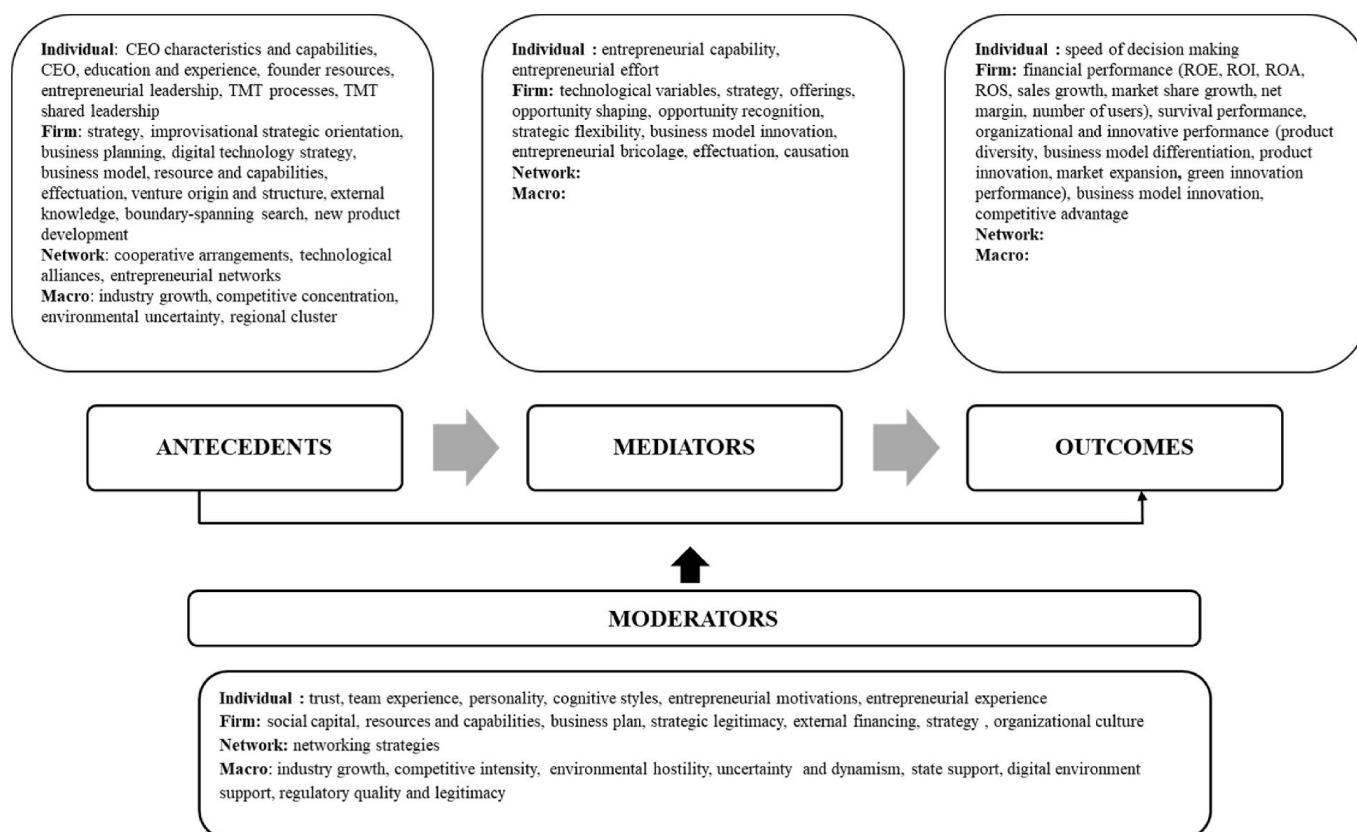 Individual: CEO characteristics and capabilities,
CEO, education and experience, founder resources,
entrepreneurial leadership, TMT processes, TMT
shared leadership
Firm: strategy, improvisational strategic orientation,
business planning, digital technology strategy,
business model, resource and capabilities,
effectuation, venture origin and structure, external
knowledge, boundary-spanning search, new product
development
Network: cooperative arrangements, technological
alliances, entrepreneurial networks
Macro: industry growth, competitive concentration,
environmental uncertainty, regional cluster
Individual : entrepreneurial capability,
entrepreneurial effort
Firm: technological variables, strategy, offerings,
opportunity shaping, opportunity recognition,
strategic flexibility, business model innovation,
entrepreneurial bricolage, effectuation, causation
Network:
Macro:
Individual : speed of decision making
Firm: financial performance (ROE, ROI, ROA,
ROS, sales growth, market share growth, net
margin, number of users), survival performance,
organizational and innovative performance (product
diversity, business model differentiation, product
innovation, market expansion, green innovation
performance), business model innovation,
competitive advantage
Network:
Macro:
ANTECEDENTS
MEDIATORS
OUTCOMES
MODERATORS
Individual : trust, team experience, personality, cognitive styles, entrepreneurial motivations, entrepreneurial experience
Firm: social capital, resources and capabilities, business plan, strategic legitimacy, external financing, strategy , organizational culture
Network: networking strategies
Macro: industry growth, competitive intensity, environmental hostility, uncertainty and dynamism, state support, digital environment
support, regulatory quality and legitimacy